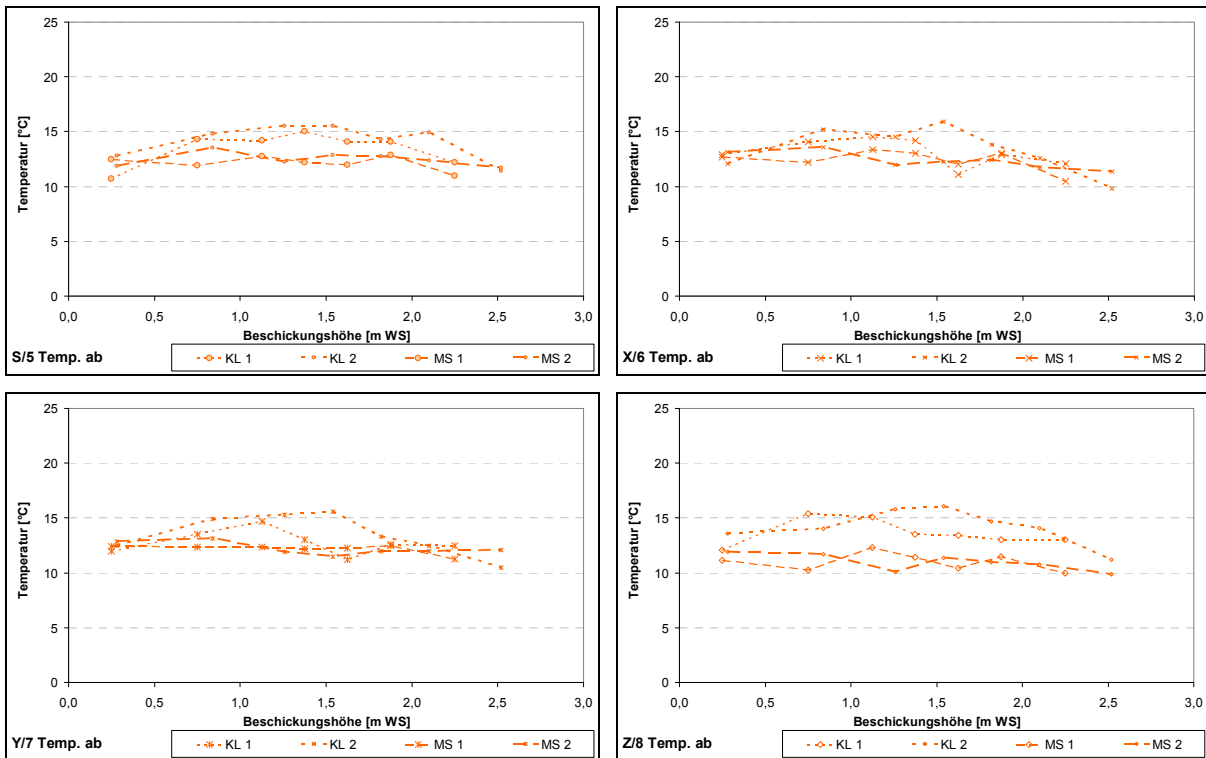 25
20
15
10
5
0
Temperatur [°C]
0,0 0,5 1,0 1,5 2,0 2,5 3,0
Beschickungshöhe [m WS]
S/5 Temp. ab
KL 1 KL 2 MS 1 MS 2
25
20
15
10
5
0
Temperatur [°C]
0,0 0,5 1,0 1,5 2,0 2,5 3,0
Beschickungshöhe [m WS]
X/6 Temp. ab
KL 1 KL 2 MS 1 MS 2
25
20
15
10
5
0
Temperatur [°C]
0,0 0,5 1,0 1,5 2,0 2,5 3,0
Beschickungshöhe [m WS]
Y/7 Temp. ab
KL 1 KL 2 MS 1 MS 2
25
20
15
10
5
0
Temperatur [°C]
0,0 0,5 1,0 1,5 2,0 2,5 3,0
Beschickungshöhe [m WS]
Z/8 Temp. ab
KL 1 KL 2 MS 1 MS 2